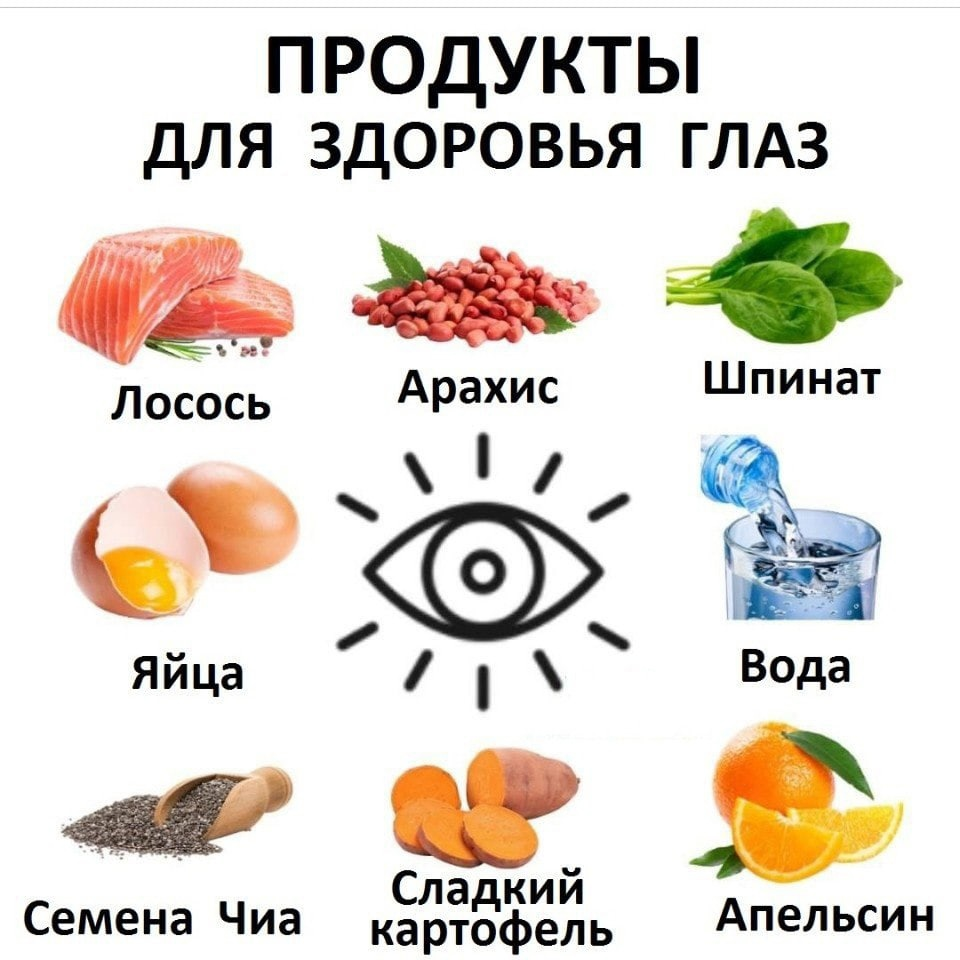 ПРОДУКТЫ
ДЛЯ ЗДОРОВЬЯ ГЛАЗ
Лосось
Арахис
Шпинат
Яйца
Вода
Семена Чиа
Сладкий
картофель
Апельсин